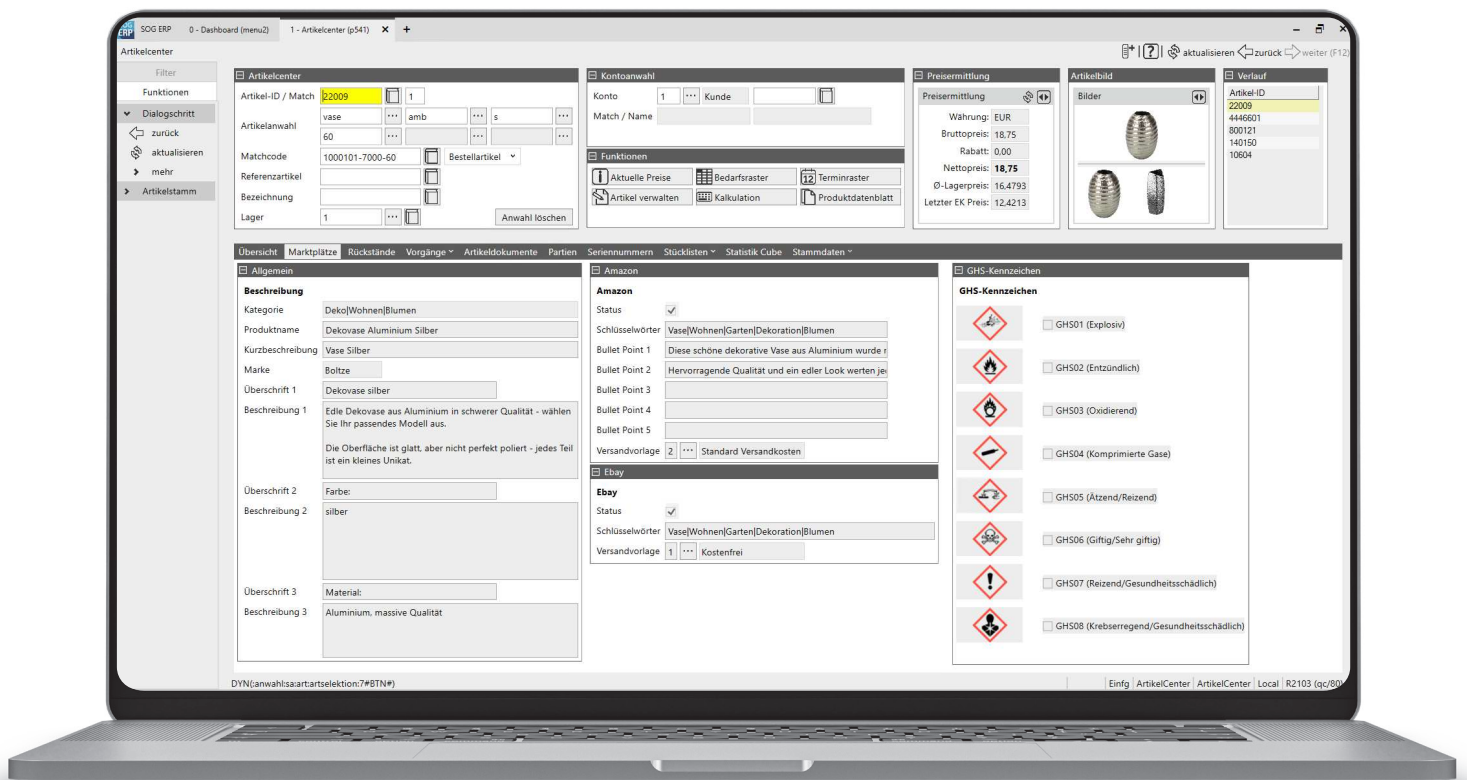 SOG ERP
SOG ERP 0 - Dashboard (menu2) 1 - Artikelcenter (p541)
Artikelcenter
aktualisieren zurück weiter (F12)
Filter
Funktionen
Dialogschritt
zurück
aktualisieren
mehr
Artikelstamm
Artikelcenter
Artikel-ID / Match 22009 1
Artikelanwahl vase amb s
60
Matchcode 1000101-7000-60 Bestellartikel
Referenzartikel
Bezeichnung
Lager 1 Anwahl löschen
Kontoanwahl
Konto 1 Kunde
Match / Name
Funktionen
Aktuelle Preise Bedarfsraster 12 Terminraster
Artikel verwalten Kalkulation Produktdatenblatt
Preisermittlung
Preisermittlung
Währung: EUR
Bruttopreis: 18,75
Rabatt: 0,00
Nettopreis: 18,75
Ø-Lagerpreis: 16,4793
Letzter EK Preis: 12,4213
Artikelbild
Bilder
Verlauf
Artikel-ID
22009
4446601
800121
140150
10604
Übersicht Marktplätze Rückstände Vorgänge Artikeldokumente Partien Seriennummern Stücklisten Statistik Cube Stammdaten
Allgemein
Beschreibung
Kategorie Deko|Wohnen|Blumen
Produktname Dekovase Aluminium Silber
Kurzbeschreibung Vase Silber
Marke Boltze
Überschrift 1 Dekovase silber
Beschreibung 1 Edle Dekovase aus Aluminium in schwerer Qualität - wählen
Sie Ihr passendes Modell aus.
Die Oberfläche ist glatt, aber nicht perfekt poliert - jedes Teil
ist ein kleines Unikat.
Überschrift 2 Farbe:
Beschreibung 2 silber
Überschrift 3 Material:
Beschreibung 3 Aluminium, massive Qualität
Amazon
Amazon
Status
Schlüsselwörter Vase|Wohnen|Garten|Dekoration|Blumen
Bullet Point 1 Diese schöne dekorative Vase aus Aluminium wurde
Bullet Point 2 Hervorragende Qualität und ein edler Look werten
Bullet Point 3
Bullet Point 4
Bullet Point 5
Versandvorlage 2 Standard Versandkosten
Ebay
Ebay
Status
Schlüsselwörter Vase|Wohnen|Garten|Dekoration|Blumen
Versandvorlage 1 Kostenfrei
GHS-Kennzeichen
GHS-Kennzeichen
GHS01 (Explosiv)
GHS02 (Entzündlich)
GHS03 (Oxidierend)
GHS04 (Komprimierte Gase)
GHS05 (Ätzend/Reizend)
GHS06 (Giftig/Sehr giftig)
GHS07 (Reizend/Gesundheitsschädlich)
GHS08 (Krebserregend/Gesundheitsschädlich)
DYN(:anwahl:sa:art:artselektion:7#BTN#)
Einfg ArtikelCenter ArtikelCenter Local R2103 (qc/80)